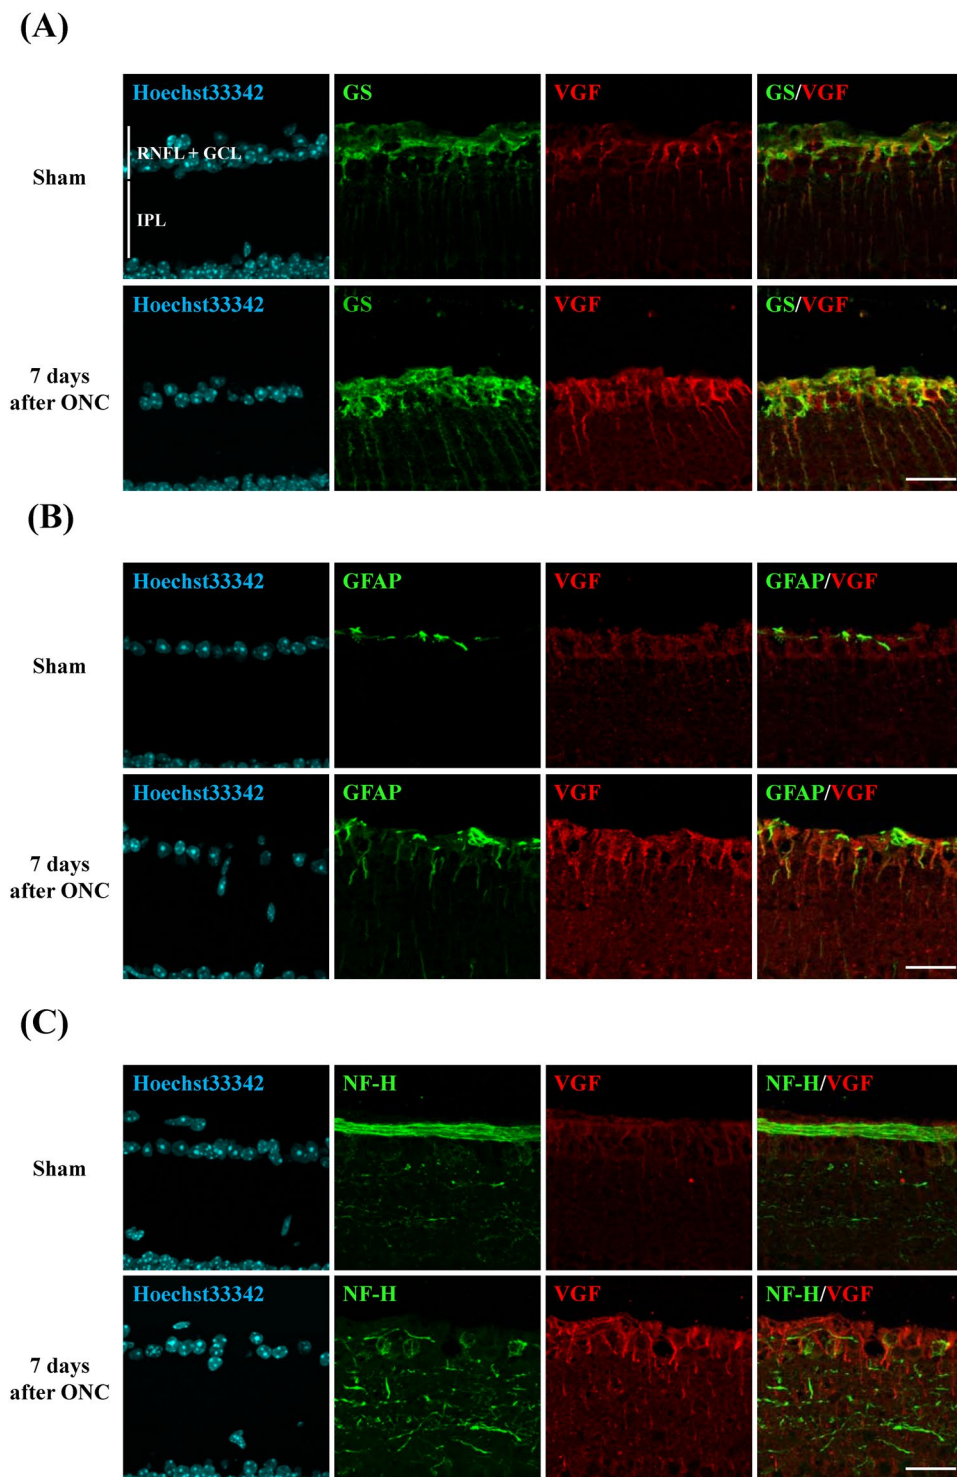 (A)
Hoechst33342 GS VGF GS/VGF
RNFL + GCL
Sham
IPL
Hoechst33342 GS VGF GS/VGF
7 days
after ONC
(B)
Hoechst33342 GFAP VGF GFAP/VGF
Sham
Hoechst33342 GFAP VGF GFAP/VGF
7 days
after ONC
(C)
Hoechst33342 NF-H VGF NF-H/VGF
Sham
Hoechst33342 NF-H VGF NF-H/VGF
7 days
after ONC